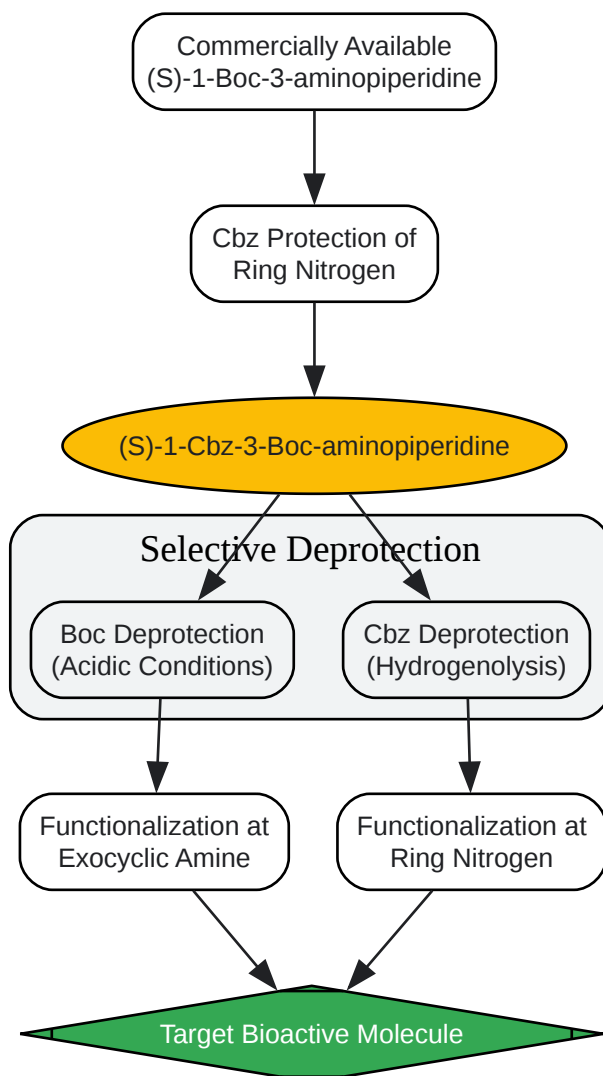 Commercially Available
(S)-1-Boc-3-aminopiperidine
Cbz Protection of
Ring Nitrogen
(S)-1-Cbz-3-Boc-aminopiperidine
Selective Deprotection
Boc Deprotection
(Acidic Conditions)
Cbz Deprotection
(Hydrogenolysis)
Functionalization at
Exocyclic Amine
Functionalization at
Ring Nitrogen
Target Bioactive Molecule